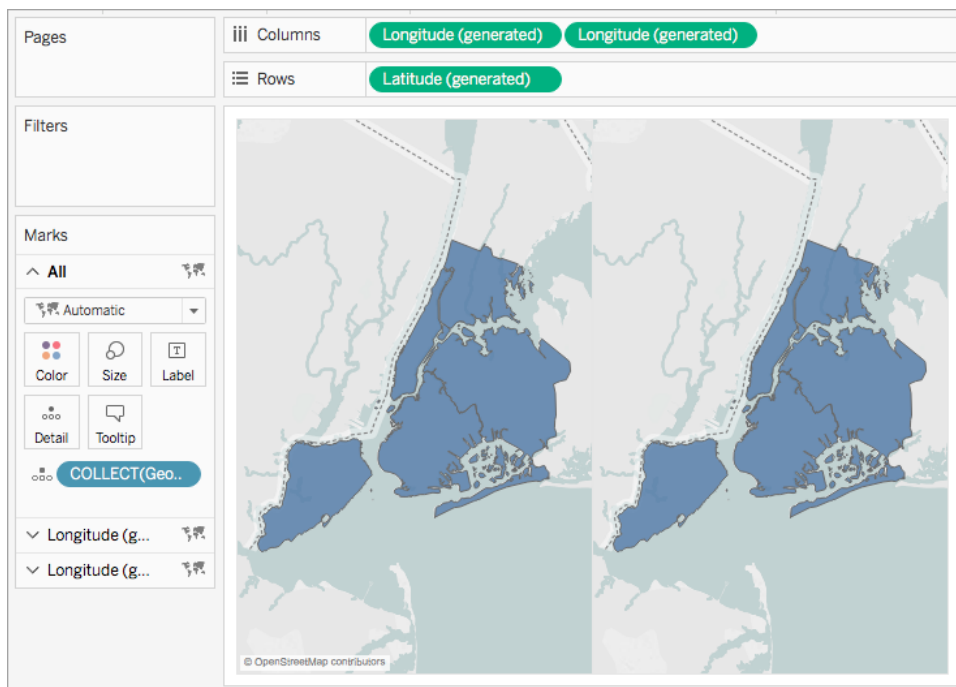 Pages
Columns
Longitude (generated) Longitude (generated)
Rows
Latitude (generated)
Filters
Marks
All
Automatic
Color Size Label
Detail Tooltip
COLLECT(Geo..
Longitude (g...
Longitude (g...
© OpenStreetMap contributors